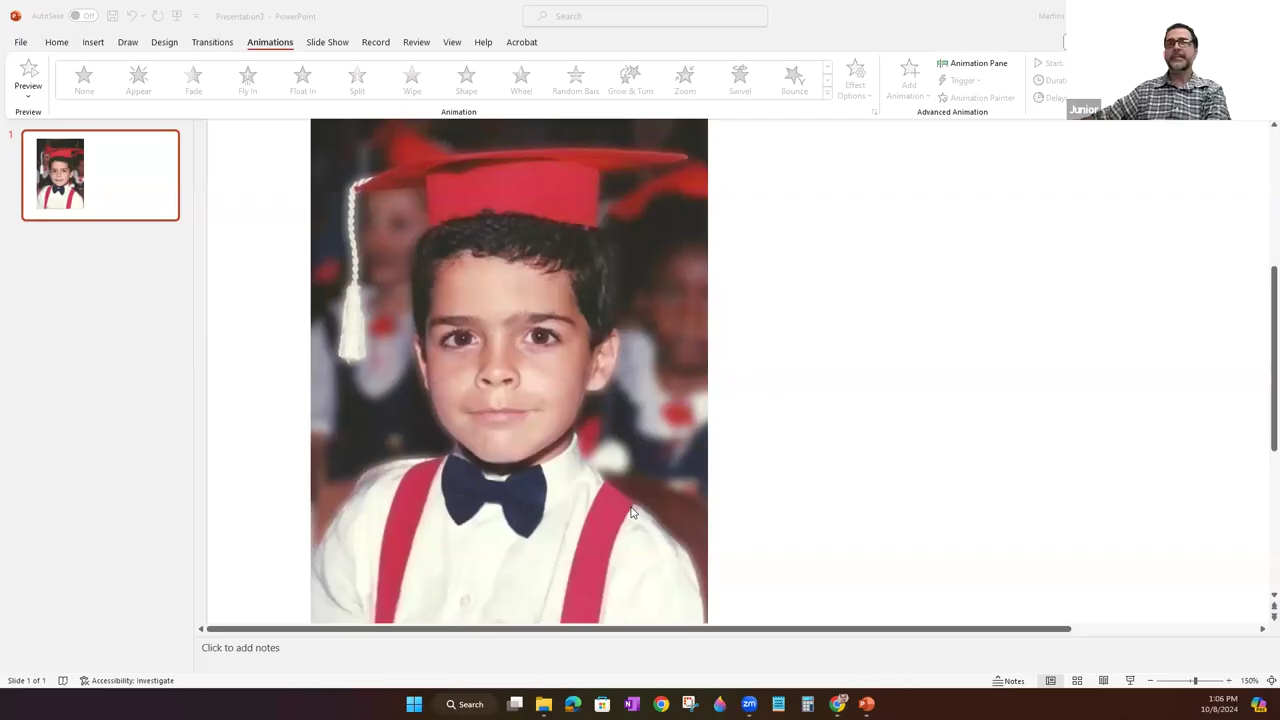 AutoSave Off Presentation3 - PowerPoint Search Martins
File Home Insert Draw Design Transitions Animations Slide Show Record Review View Help Acrobat
Preview None Appear Fade Fly In Float In Split Wipe Shape Wheel Random Bars Grow & Turn Zoom Swivel Bounce Effect Options Add Animation Animation Pane Trigger Animation Painter Start:
Preview Animation Advanced Animation
Junior
1
Click to add notes
Slide 1 of 1 Accessibility: Investigate Notes 150%
Search 1:06 PM
10/8/2024